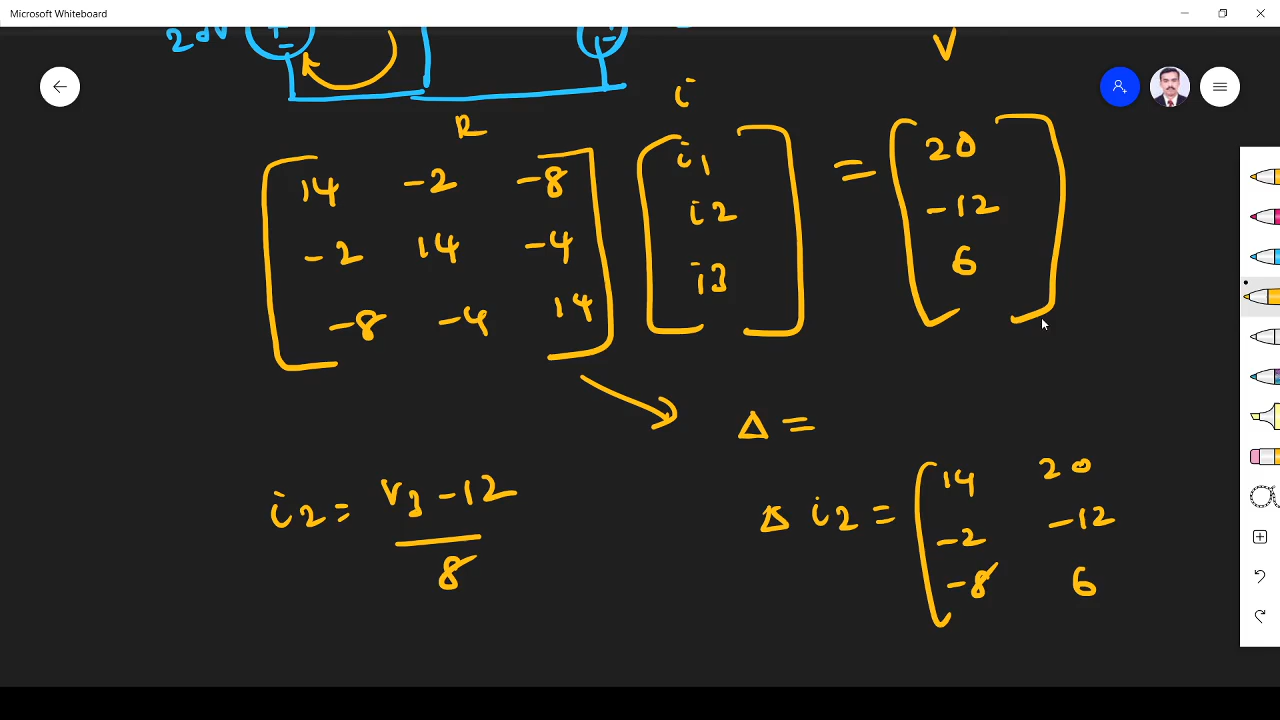 Microsoft Whiteboard
V
i
R
14 -2 -8 i1 = 20
-2 14 -4 i2 -12
-8 -4 14 i3 6
Δ =
i2 = V3 - 12 / 8
Δ i2 = 14 20
-2 -12
-8 6